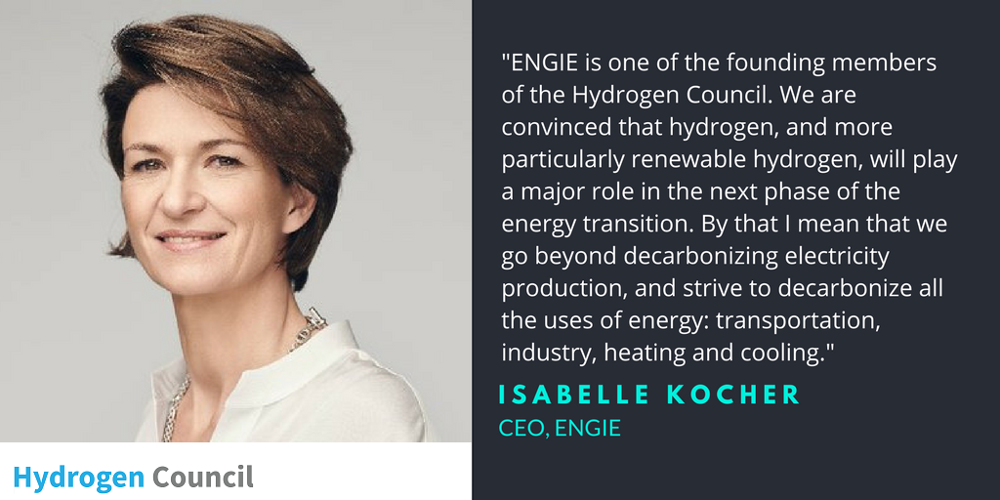 "ENGIE is one of the founding members
of the Hydrogen Council. We are
convinced that hydrogen, and more
particularly renewable hydrogen, will play
a major role in the next phase of the
energy transition. By that I mean that we
go beyond decarbonizing electricity
production, and strive to decarbonize all
the uses of energy: transportation,
industry, heating and cooling."
ISABELLE KOCHER
CEO, ENGIE
Hydrogen Council